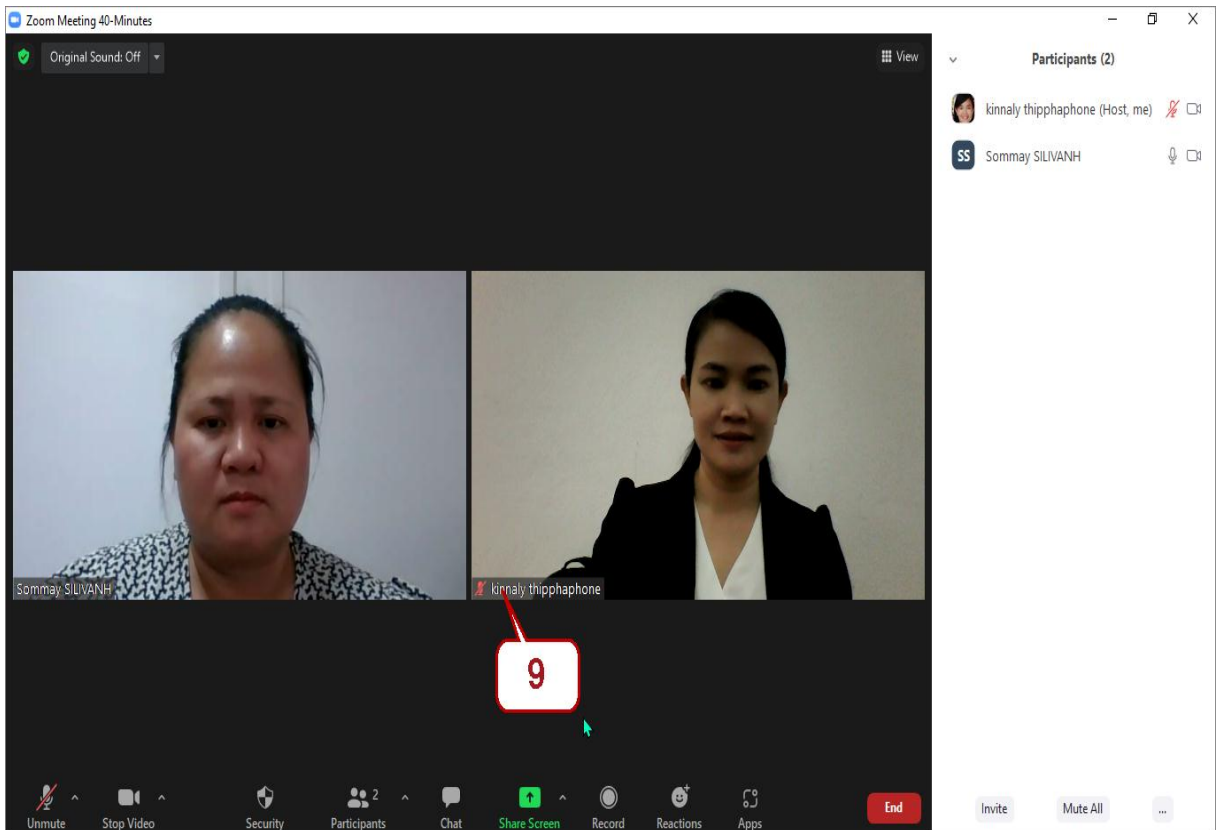 Zoom Meeting 40-Minutes
Original Sound: Off
View
Participants (2)
kinnaly thipphaphone (Host, me)
SS Sommay SILIVANH
Sommay SILIVANH
kinnaly thipphaphone
9
Unmute
Stop Video
Security
2
Participants
Chat
Share Screen
Record
Reactions
Apps
End
Invite
Mute All
...